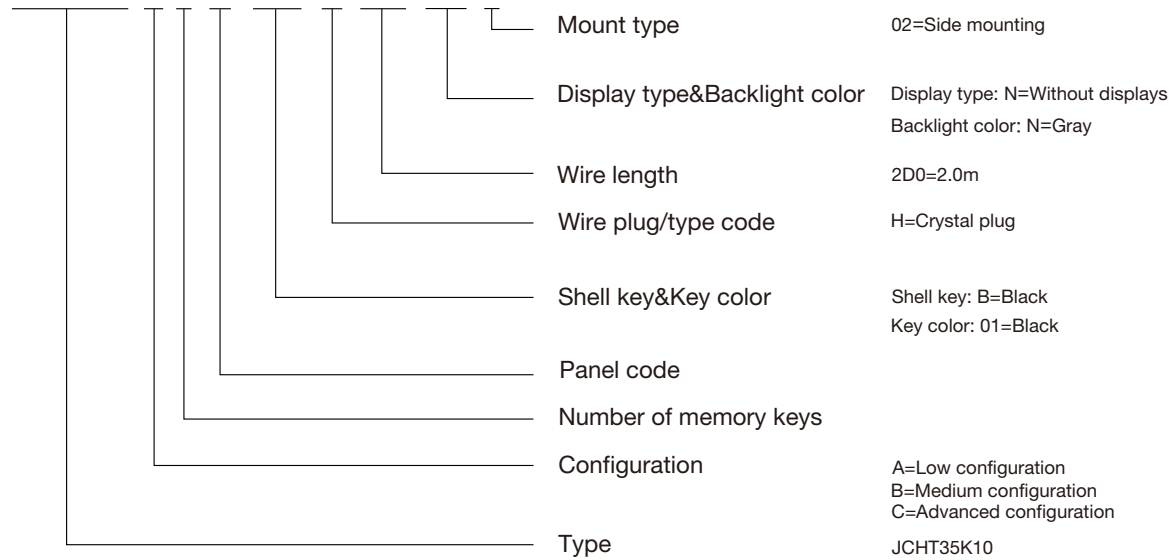 Mount type 02=Side mounting
Display type&Backlight color Display type: N=Without displays
Backlight color: N=Gray
Wire length 2D0=2.0m
Wire plug/type code H=Crystal plug
Shell key&Key color Shell key: B=Black
Key color: 01=Black
Panel code
Number of memory keys
Configuration A=Low configuration
B=Medium configuration
C=Advanced configuration
Type JCHT35K10